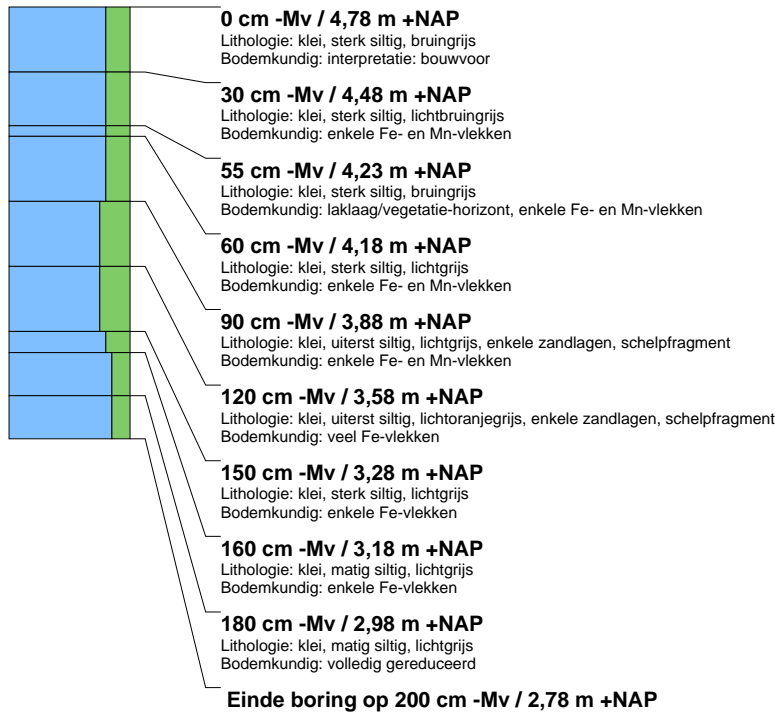 0 cm -Mv / 4,78 m +NAP
Lithologie: klei, sterk siltig, bruingrijs
Bodemkundig: interpretatie: bouwvoor
30 cm -Mv / 4,48 m +NAP
Lithologie: klei, sterk siltig, lichtbruingrijs
Bodemkundig: enkele Fe- en Mn-vlekken
55 cm -Mv / 4,23 m +NAP
Lithologie: klei, sterk siltig, bruingrijs
Bodemkundig: laklaag/vegetatie-horizont, enkele Fe- en Mn-vlekken
60 cm -Mv / 4,18 m +NAP
Lithologie: klei, sterk siltig, lichtgrijs
Bodemkundig: enkele Fe- en Mn-vlekken
90 cm -Mv / 3,88 m +NAP
Lithologie: klei, uiterst siltig, lichtgrijs, enkele zandlagen, schelpfragment
Bodemkundig: enkele Fe- en Mn-vlekken
120 cm -Mv / 3,58 m +NAP
Lithologie: klei, uiterst siltig, lichtoranjegrijs, enkele zandlagen, schelpfragment
Bodemkundig: veel Fe-vlekken
150 cm -Mv / 3,28 m +NAP
Lithologie: klei, sterk siltig, lichtgrijs
Bodemkundig: enkele Fe-vlekken
160 cm -Mv / 3,18 m +NAP
Lithologie: klei, matig siltig, lichtgrijs
Bodemkundig: enkele Fe-vlekken
180 cm -Mv / 2,98 m +NAP
Lithologie: klei, matig siltig, lichtgrijs
Bodemkundig: volledig gereduceerd
Einde boring op 200 cm -Mv / 2,78 m +NAP